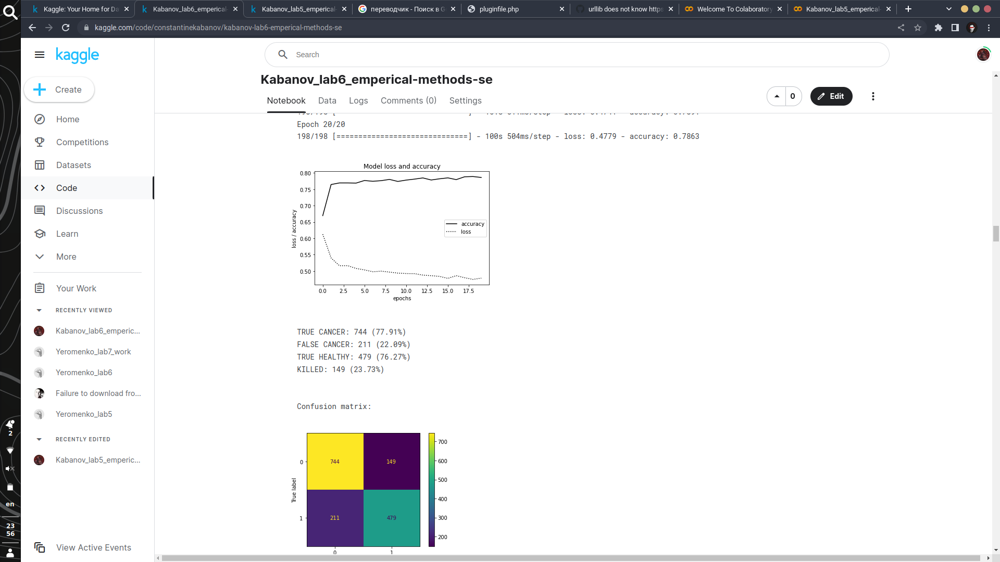 Kaggle: Your Home for Da
Kabanov_lab6_emperical-
Kabanov_lab5_emperical-
переводчик - Поиск в G
pluginfile.php
urllib does not know https
Welcome To Colaboratory
Kabanov_lab5_emperical-
kaggle.com/code/constantinekabanov/kabanov-lab6-emperical-methods-se
kaggle
Search
Create
Home
Competitions
Datasets
Code
Discussions
Learn
More
Your Work
RECENTLY VIEWED
Kabanov_lab6_emperic...
Yeromenko_lab7_work
Yeromenko_lab6
Failure to download fro...
Yeromenko_lab5
RECENTLY EDITED
Kabanov_lab5_emperic...
View Active Events
2
en
23
56
Kabanov_lab6_emperical-methods-se
Notebook Data Logs Comments (0) Settings
0
Edit
Epoch 20/20
198/198 [==============================] - 100s 504ms/step - loss: 0.4779 - accuracy: 0.7863
Model loss and accuracy
0.80
0.75
0.70
0.65
0.60
0.55
0.50
loss / accuracy
accuracy
loss
0.0 2.5 5.0 7.5 10.0 12.5 15.0 17.5
epochs
TRUE CANCER: 744 (77.91%)
FALSE CANCER: 211 (22.09%)
TRUE HEALTHY: 479 (76.27%)
KILLED: 149 (23.73%)
Confusion matrix:
0
1
True label
744 149
211 479
0 1
700
600
500
400
300
200